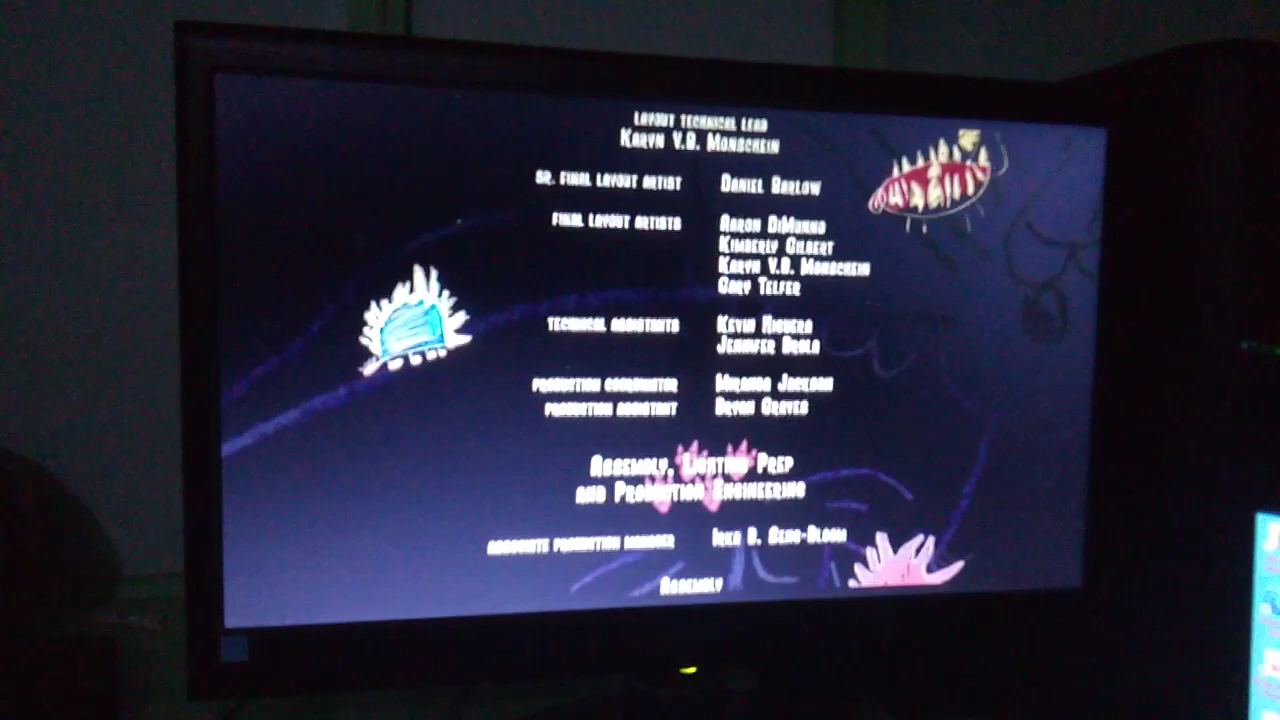 LAYOUT TECHNICAL LEAD
KARYN V.B. MONSCHEIN
SR. FINAL LAYOUT ARTIST DANIEL BARLOW
FINAL LAYOUT ARTISTS AARON DIMUNNO
KIMBERLY GILBERT
KARYN V.B. MONSCHEIN
GARY TELFER
TECHNICAL ASSISTANTS KEVIN
JENNIFER
PRODUCTION COORDINATOR MIRANDA JACKSON
PRODUCTION ASSISTANT BRYAN GRAVES
ASSEMBLY, LIGHTING PREP
AND PRODUCTION ENGINEERING
ASSOCIATE PRODUCTION MANAGER
ASSEMBLY